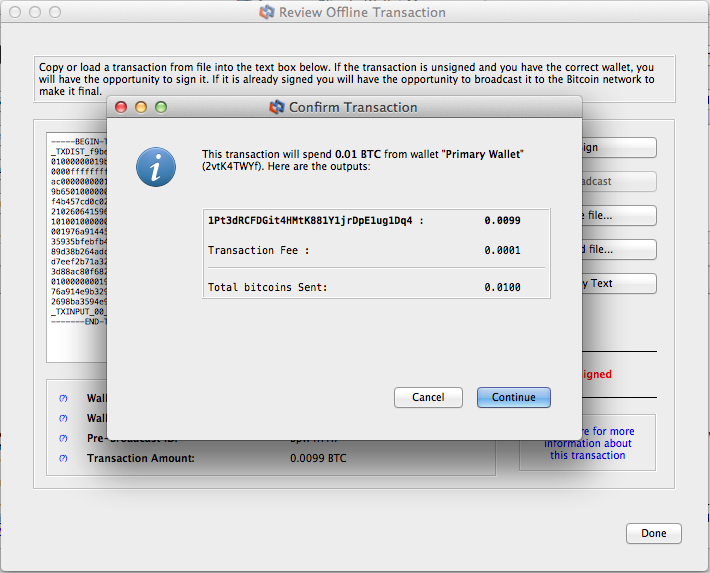 Review Offline Transaction
Copy or load a transaction from file into the text box below. If the transaction is unsigned and you have the correct wallet, you
will have the opportunity to sign it. If it is already signed you will have the opportunity to broadcast it to the Bitcoin network to
make it final.
Confirm Transaction
This transaction will spend 0.01 BTC from wallet "Primary Wallet"
(2vtK4TWYf). Here are the outputs:
1Pt3dRCFDGit4HMtK881Y1jrDpE1ug1Dq4 : 0.0099
Transaction Fee : 0.0001
Total bitcoins Sent: 0.0100
Cancel
Continue
-----BEGIN-T
_TXDIST_f9be
01000000019b
0000ffffffff
ac0000000001
9b6501000000
f4b457cd0c02
210260641596
101001000000
001976a91445
35935bfebfb4
89d38b264adc
d7eef2b71a32
3d88ac80f682
010000000019
76a914e9b329
2698ba3594e9
_TXINPUT_00_
-------END-T
ign
adcast
e file...
d file...
y Text
igned
(?) Wall
(?) Wall
(?)
(?) Transaction Amount: 0.0099 BTC
re for more
information about
this transaction
Done